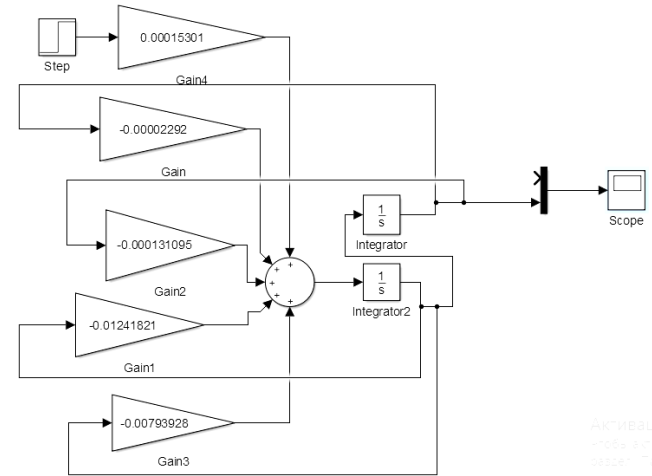 0.00015301
Step
Gain4
-0.00002292
Gain
1
s
Integrator
Scope
-0.000131095
Gain2
+
+
+
+
+
1
s
Integrator2
-0.01241821
Gain1
-0.00793928
Gain3